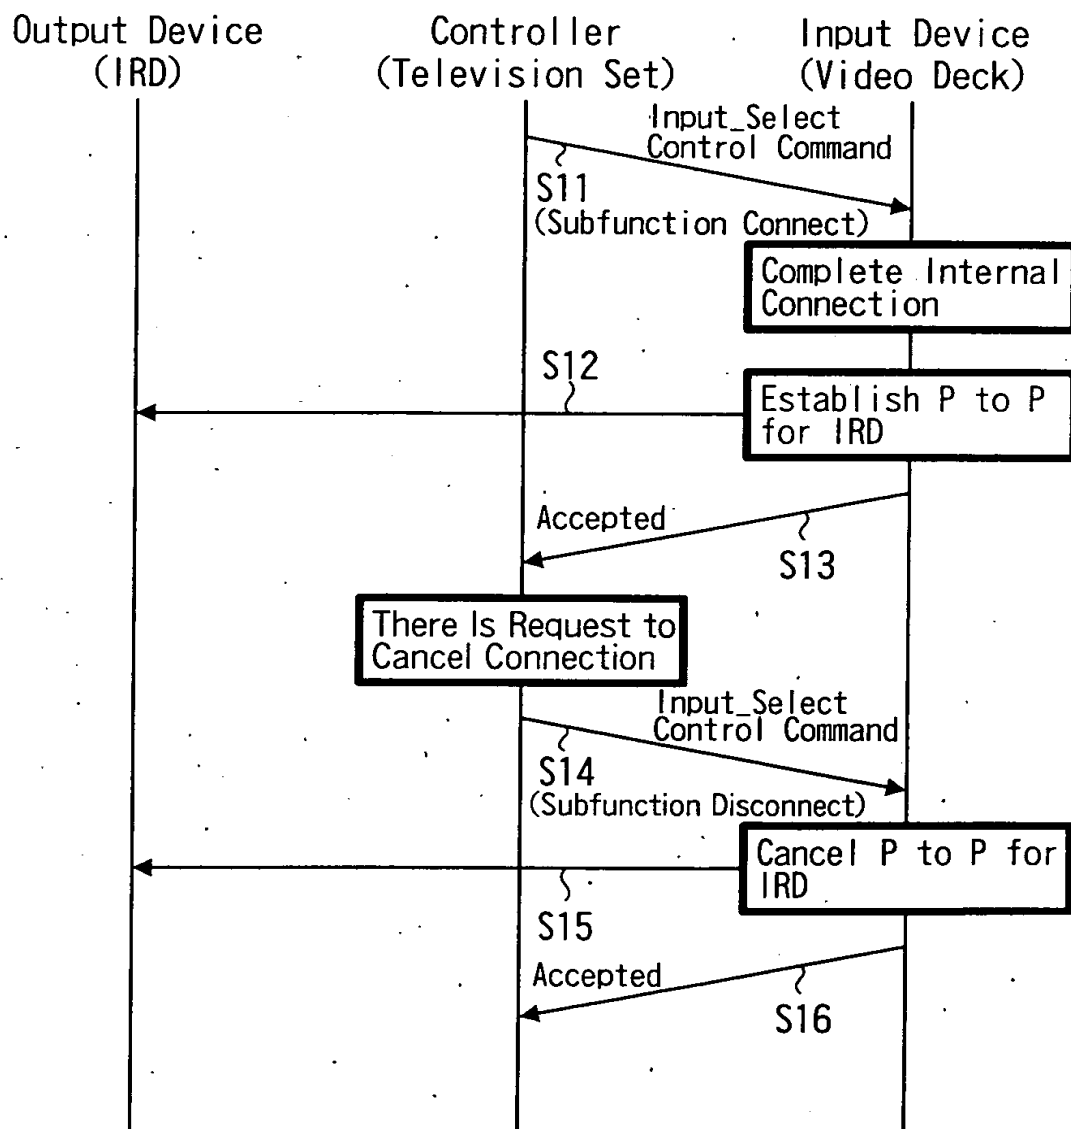 Output Device
(IRD)
Controller
(Television Set)
Input Device
(Video Deck)
Input_Select
Control Command
S11
(Subfunction Connect)
Complete Internal
Connection
S12
Establish P to P
for IRD
Accepted
S13
There Is Request to
Cancel Connection
Input_Select
Control Command
S14
(Subfunction Disconnect)
Cancel P to P for
IRD
S15
Accepted
S16